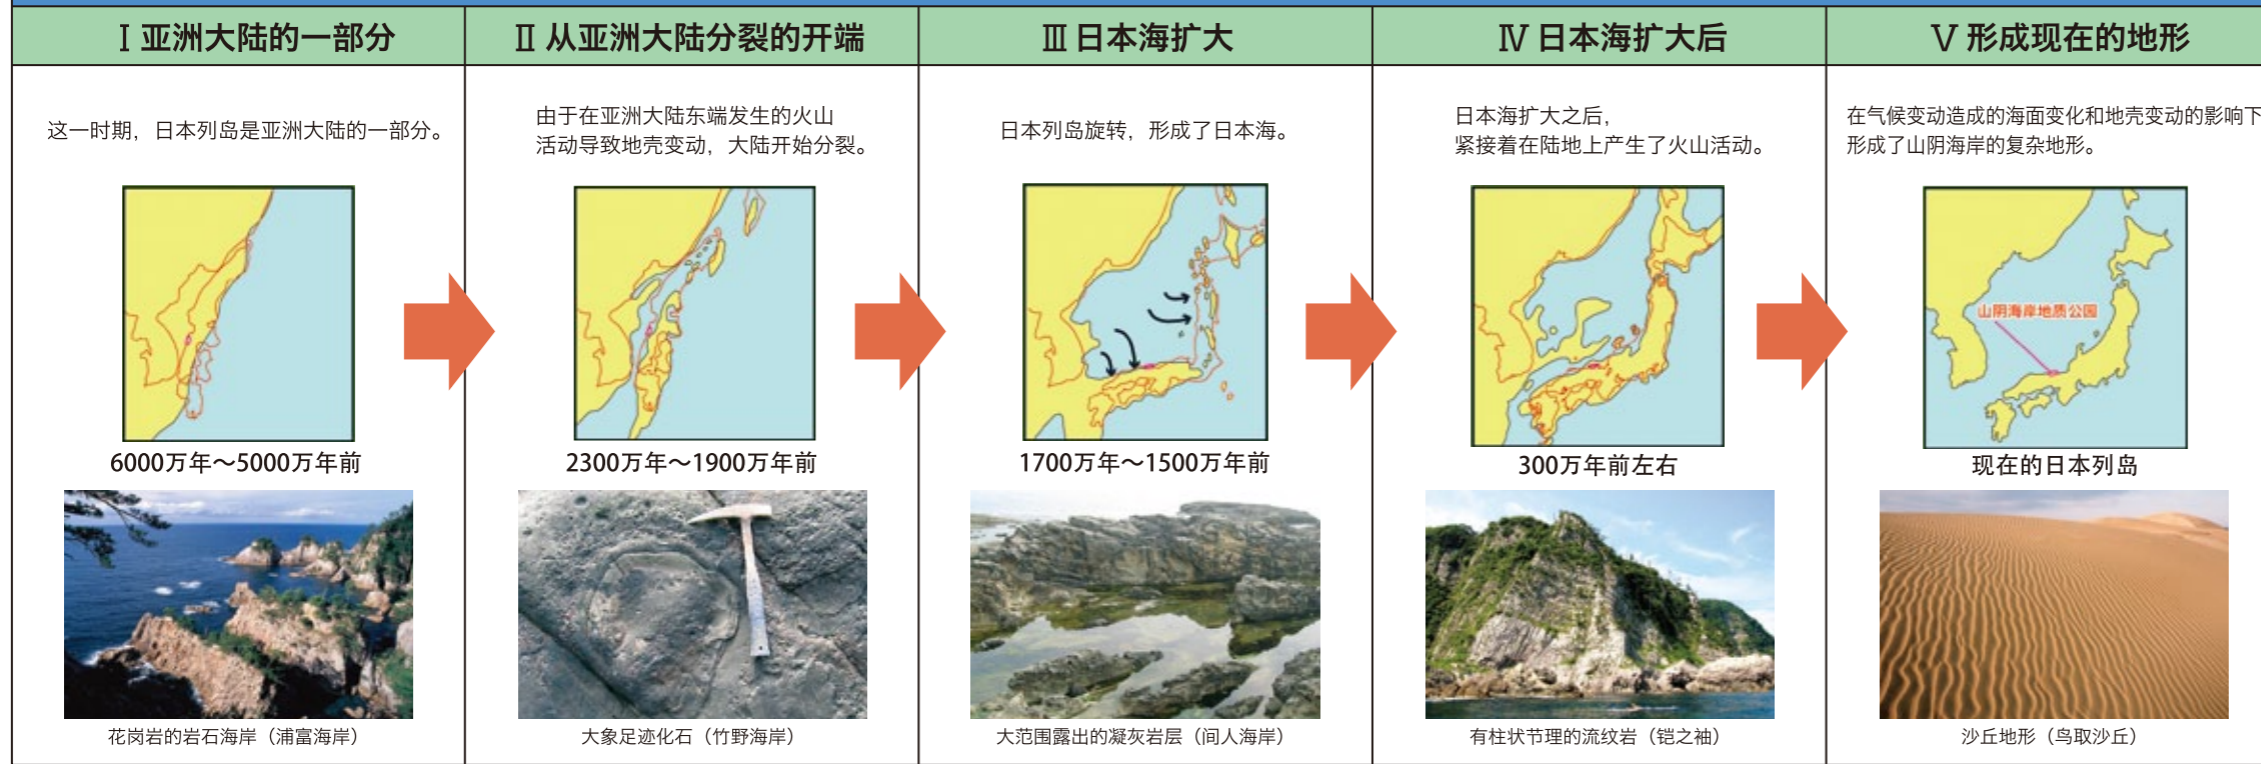 Ⅰ 亚洲大陆的一部分
这一时期，日本列岛是亚洲大陆的一部分。
6000万年～5000万年前
花岗岩的岩石海岸（浦富海岸）
Ⅱ 从亚洲大陆分裂的开端
由于在亚洲大陆东端发生的火山
活动导致地壳变动，大陆开始分裂。
2300万年～1900万年前
大象足迹化石（竹野海岸）
Ⅲ 日本海扩大
日本列岛旋转，形成了日本海。
1700万年～1500万年前
大范围露出的凝灰岩层（间人海岸）
Ⅳ 日本海扩大后
日本海扩大之后，
紧接着在陆地上产生了火山活动。
300万年前左右
有柱状节理的流纹岩（铠之袖）
Ⅴ 形成现在的地形
在气候变动造成的海面变化和地壳变动的影响下
形成了山阴海岸的复杂地形。
山阴海岸地质公园
现在的日本列岛
沙丘地形（鸟取沙丘）